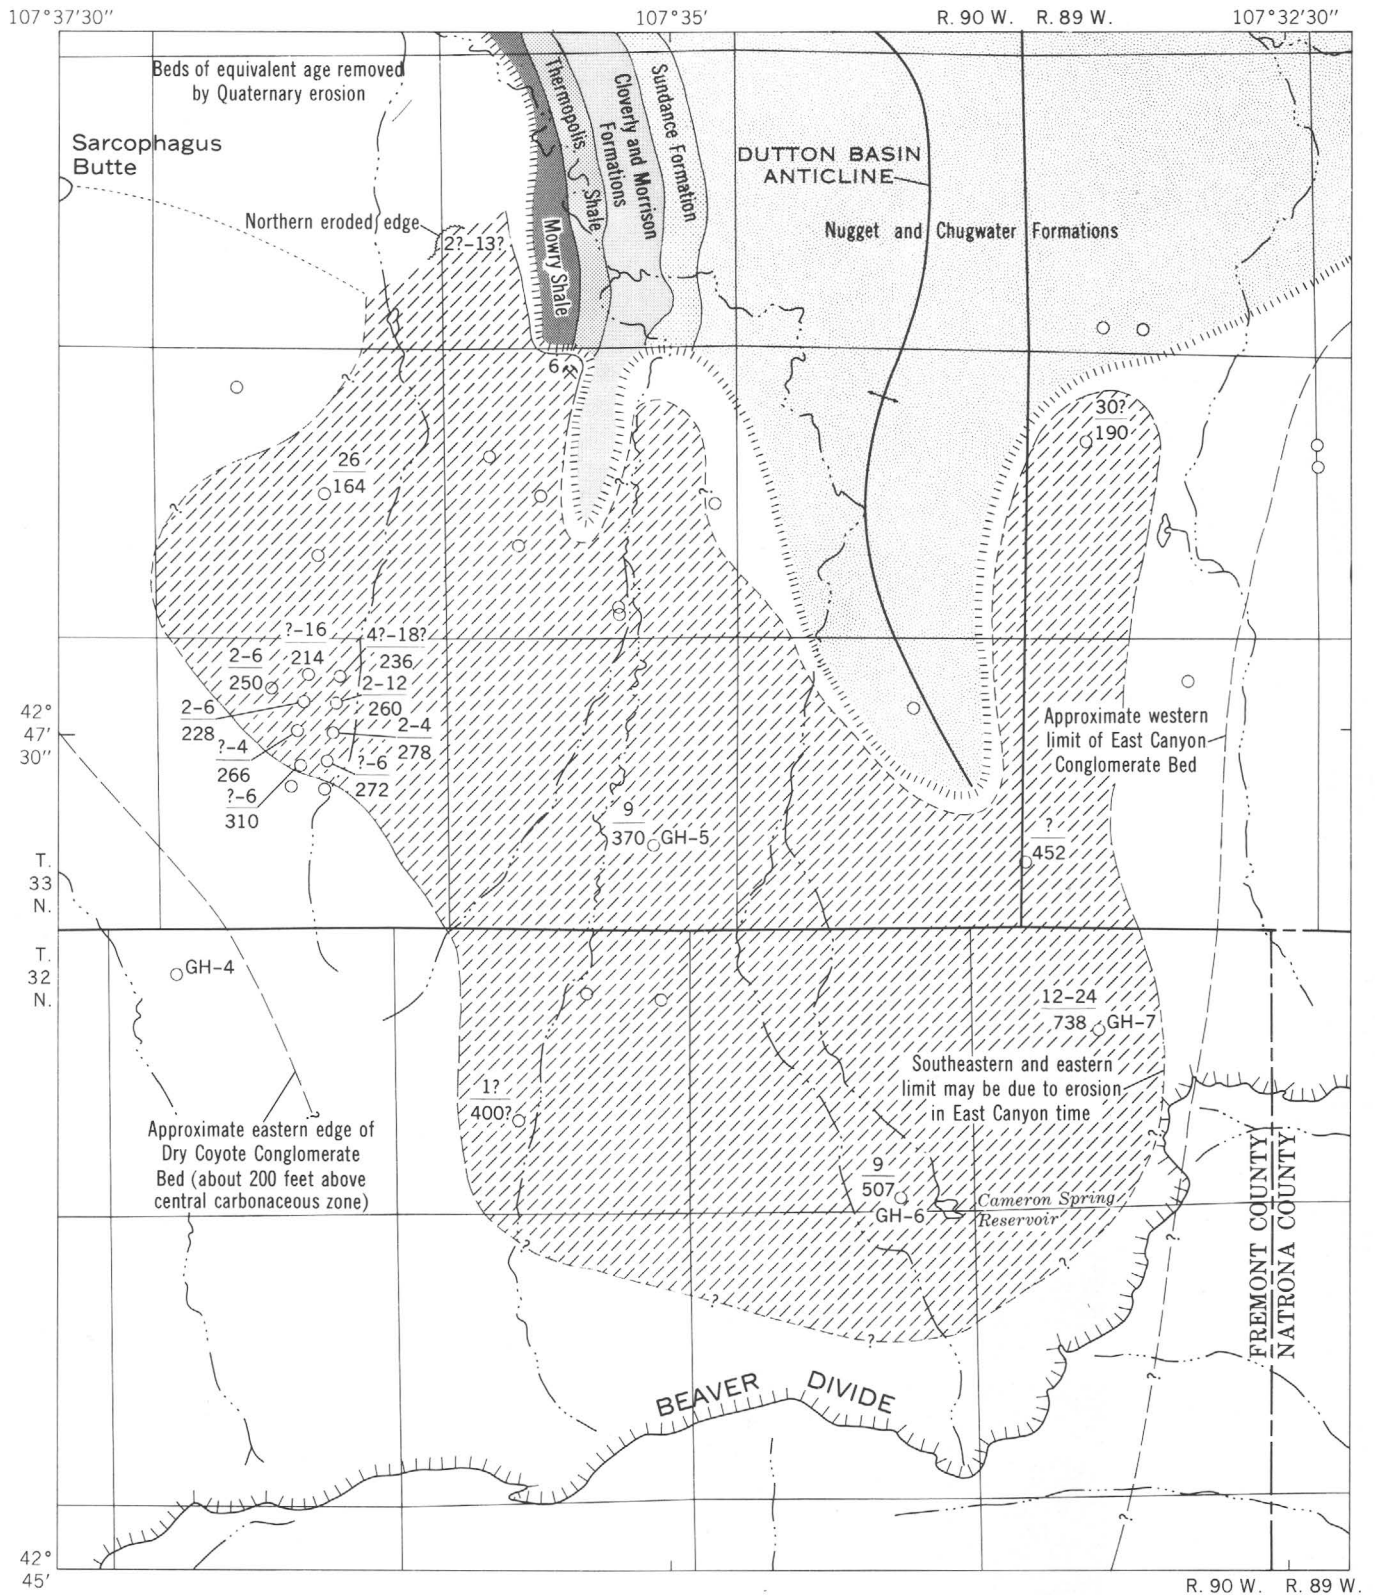 107°37′30″
107°35′
R. 90 W.
R. 89 W.
107°32′30″
Beds of equivalent age removed
by Quaternary erosion
Sarcophagus
Butte
Northern eroded edge
2?–13?
Thermopolis Shale
Mowry Shale
Cloverly and Morrison
Formations
Sundance Formation
DUTTON BASIN
ANTICLINE
Nugget and Chugwater Formations
6
?
30?
190
26
164
?
?–16
214
4?–18?
236
2–6
250
2–12
260
2–6
228
2–4
278
?–4
266
?–6
272
?–6
310
42°
47′
30″
Approximate western
limit of East Canyon
Conglomerate Bed
9
370
GH–5
?
452
T.
33
N.
T.
32
N.
GH–4
12–24
738
GH–7
Southeastern and eastern
limit may be due to erosion
in East Canyon time
1?
400?
?
Approximate eastern edge of
Dry Coyote Conglomerate
Bed (about 200 feet above
central carbonaceous zone)
?
9
507
GH–6
Cameron Spring
Reservoir
FREMONT COUNTY
NATRONA COUNTY
?
?
?
?
?
?
BEAVER DIVIDE
?
42°
45′
R. 90 W.
R. 89 W.